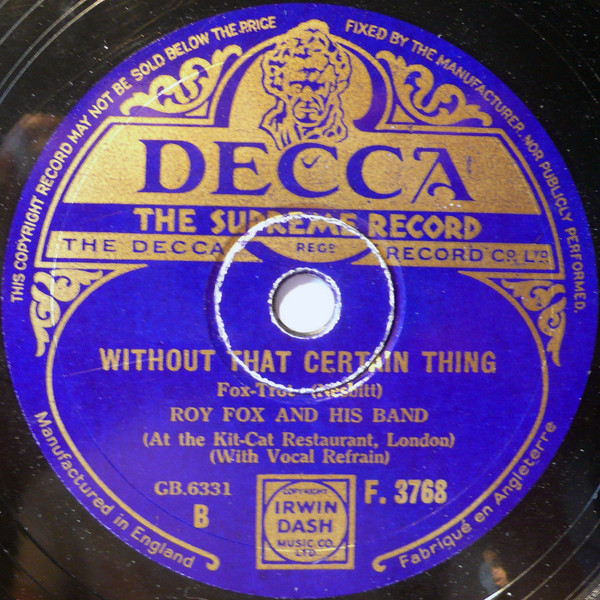 THIS COPYRIGHT RECORD MAY NOT BE SOLD BELOW THE PRICE FIXED BY THE MANUFACTURER, NOR PUBLICLY PERFORMED.
DECCA
THE SUPREME RECORD
THE DECCA REGD RECORD CO. LTD.
WITHOUT THAT CERTAIN THING
Fox-Trot (Nesbitt)
ROY FOX AND HIS BAND
(At the Kit-Cat Restaurant, London)
(With Vocal Refrain)
GB.6331
B
COPYRIGHT
IRWIN
DASH
MUSIC CO.
LTD.
F. 3768
Manufactured in England
Fabriqué en Angleterre